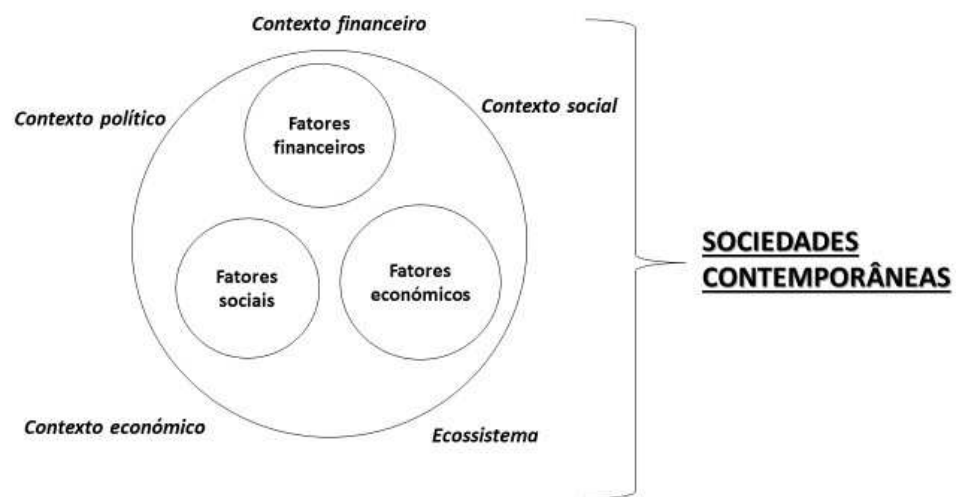 Contexto financeiro
Contexto político
Contexto social
Fatores
financeiros
Fatores
sociais
Fatores
económicos
Contexto económico
Ecossistema
SOCIEDADES
CONTEMPORÂNEAS